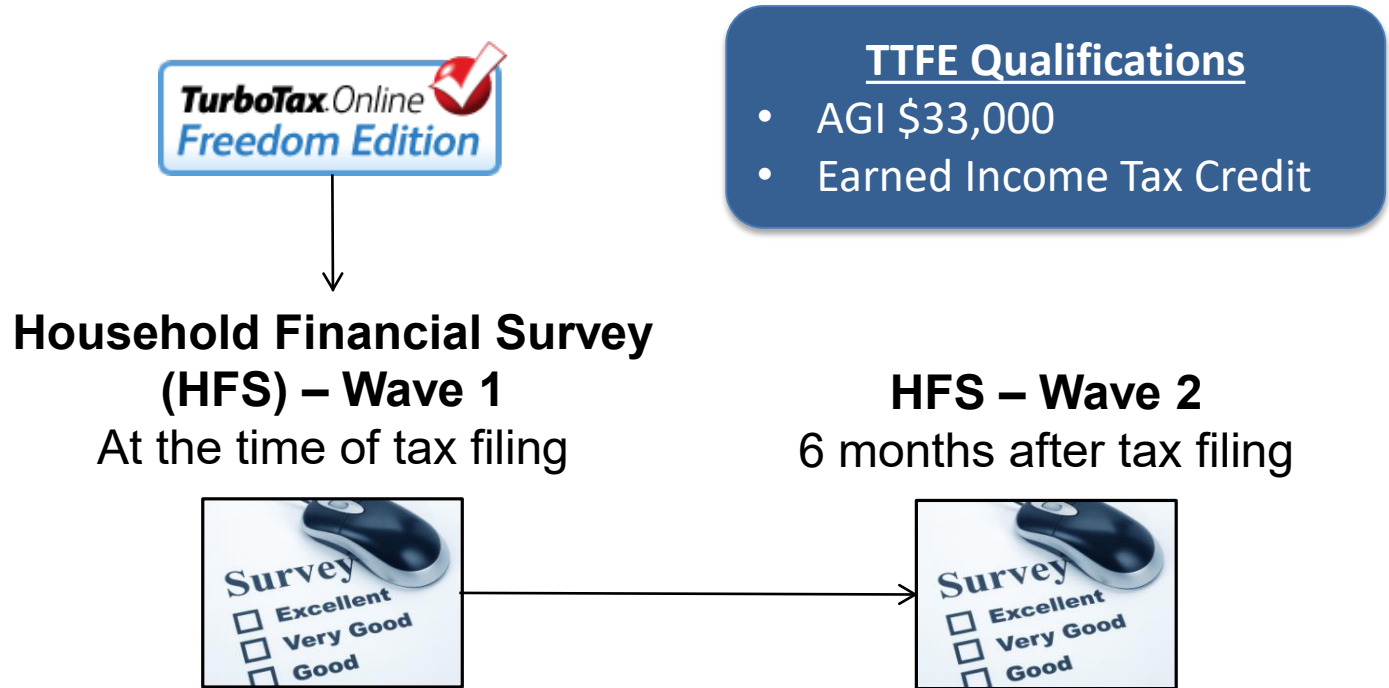 TurboTax.Online
Freedom Edition
TTFE Qualifications
• AGI $33,000
• Earned Income Tax Credit
Household Financial Survey
(HFS) – Wave 1
At the time of tax filing
HFS – Wave 2
6 months after tax filing
Survey
Excellent
Very Good
Good
Survey
Excellent
Very Good
Good